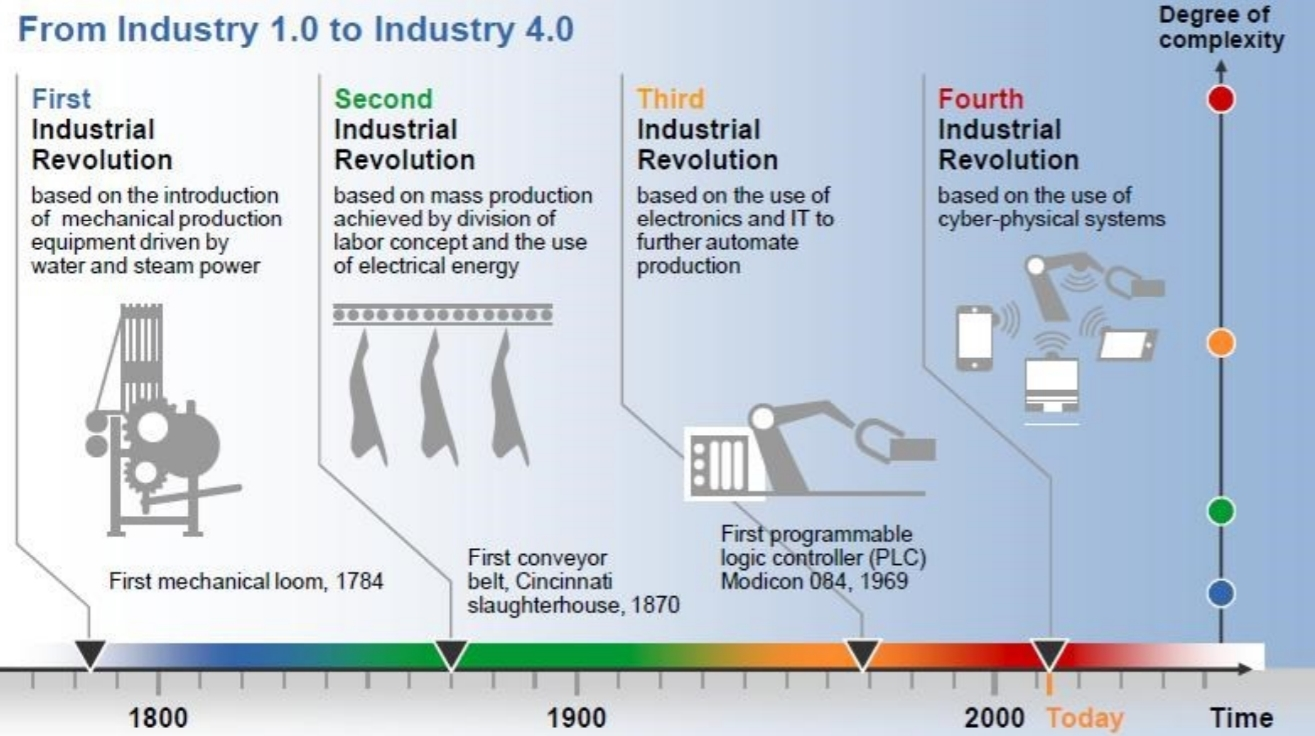 From Industry 1.0 to Industry 4.0
Degree of
complexity
First
Industrial
Revolution
based on the introduction
of mechanical production
equipment driven by
water and steam power
First mechanical loom, 1784
Second
Industrial
Revolution
based on mass production
achieved by division of
labor concept and the use
of electrical energy
First conveyor
belt, Cincinnati
slaughterhouse, 1870
Third
Industrial
Revolution
based on the use of
electronics and IT to
further automate
production
First programmable
logic controller (PLC)
Modicon 084, 1969
Fourth
Industrial
Revolution
based on the use of
cyber-physical systems
1800 1900 2000 Today Time